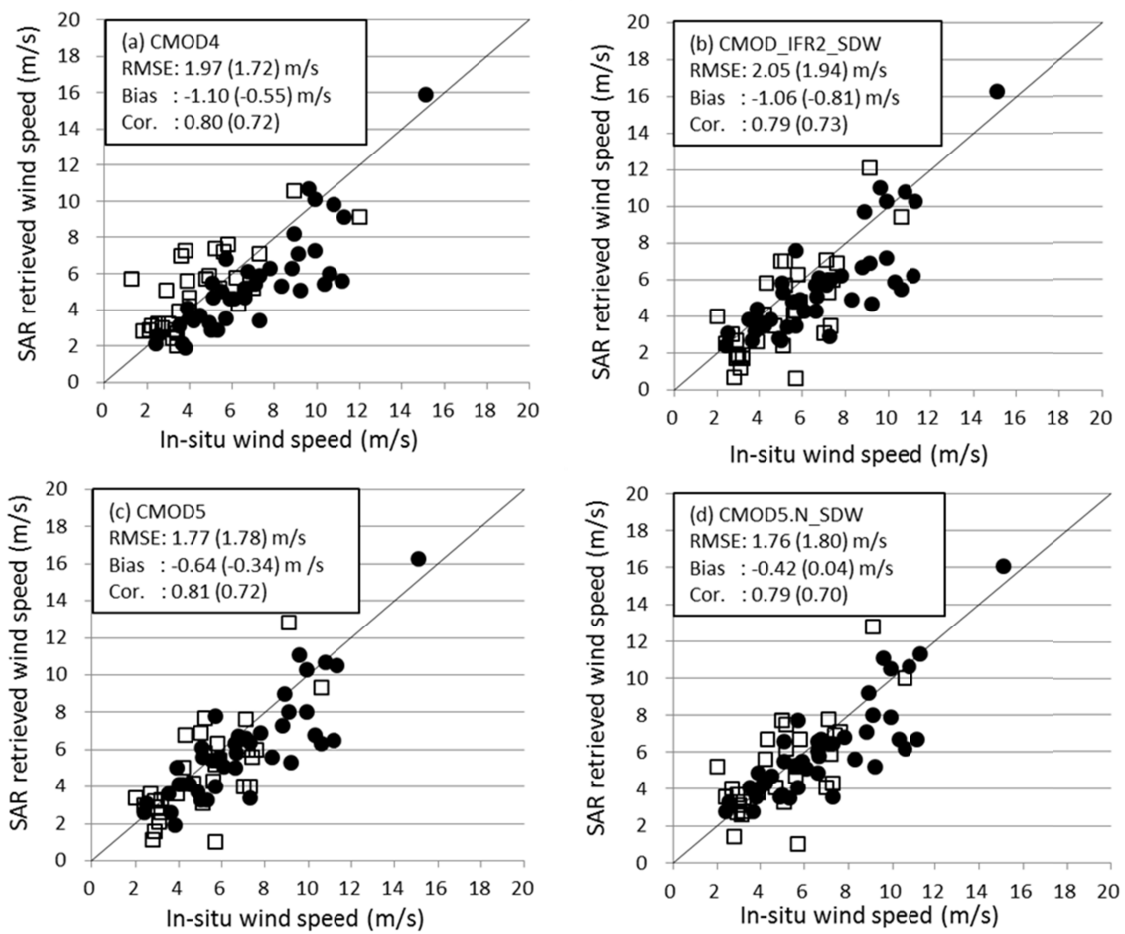 (a) CMOD4
RMSE: 1.97 (1.72) m/s
Bias : -1.10 (-0.55) m/s
Cor. : 0.80 (0.72)
SAR retrieved wind speed (m/s)
20
18
16
14
12
10
8
6
4
2
0
0 2 4 6 8 10 12 14 16 18 20
In-situ wind speed (m/s)
(b) CMOD_IFR2_SDW
RMSE: 2.05 (1.94) m/s
Bias : -1.06 (-0.81) m/s
Cor. : 0.79 (0.73)
SAR retrieved wind speed (m/s)
20
18
16
14
12
10
8
6
4
2
0
0 2 4 6 8 10 12 14 16 18 20
In-situ wind speed (m/s)
(c) CMOD5
RMSE: 1.77 (1.78) m/s
Bias : -0.64 (-0.34) m /s
Cor. : 0.81 (0.72)
SAR retrieved wind speed (m/s)
20
18
16
14
12
10
8
6
4
2
0
0 2 4 6 8 10 12 14 16 18 20
In-situ wind speed (m/s)
(d) CMOD5.N_SDW
RMSE: 1.76 (1.80) m/s
Bias : -0.42 (0.04) m/s
Cor. : 0.79 (0.70)
SAR retrieved wind speed (m/s)
20
18
16
14
12
10
8
6
4
2
0
0 2 4 6 8 10 12 14 16 18 20
In-situ wind speed (m/s)